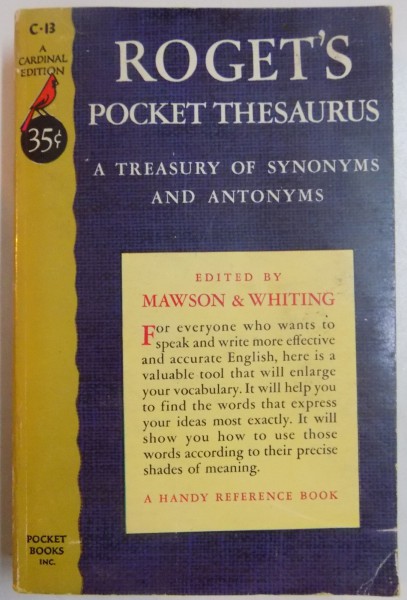 C·13
A
CARDINAL
EDITION
35¢
ROGET'S
POCKET THESAURUS
A TREASURY OF SYNONYMS
AND ANTONYMS
EDITED BY
MAWSON & WHITING
For everyone who wants to
speak and write more effective
and accurate English, here is a
valuable tool that will enlarge
your vocabulary. It will help you
to find the words that express
your ideas most exactly. It will
show you how to use those
words according to their precise
shades of meaning.
A HANDY REFERENCE BOOK
POCKET
BOOKS
INC.